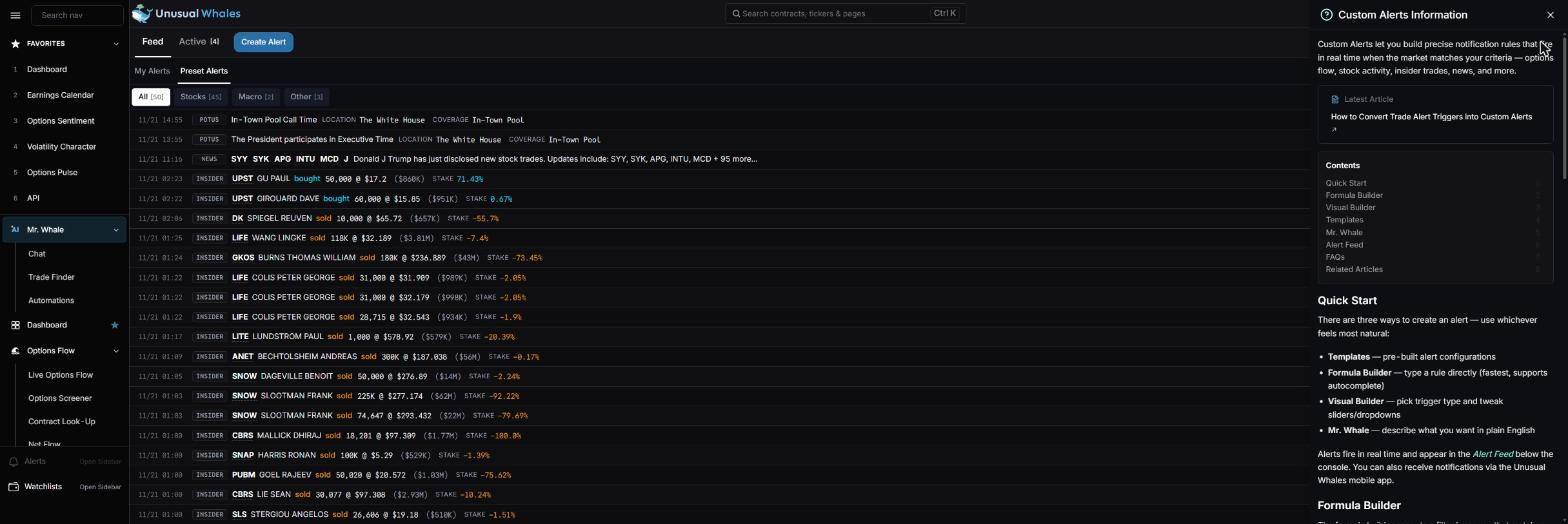 Search nav
Unusual Whales
Search contracts, tickers & pages Ctrl K
FAVORITES
1 Dashboard
2 Earnings Calendar
3 Options Sentiment
4 Volatility Character
5 Options Pulse
6 API
AI Mr. Whale
Chat
Trade Finder
Automations
Dashboard
Options Flow
Live Options Flow
Options Screener
Contract Look-Up
Net Flow
Alerts Open Sidebar
Watchlists Open Sidebar
Feed Active [4] Create Alert
My Alerts Preset Alerts
All [50] Stocks [45] Macro [2] Other [3]
11/21 14:55 POTUS In-Town Pool Call Time LOCATION The White House COVERAGE In-Town Pool
11/21 13:55 POTUS The President participates in Executive Time LOCATION The White House COVERAGE In-Town Pool
11/21 11:16 NEWS SYY SYK APG INTU MCD J Donald J Trump has just disclosed new stock trades. Updates include: SYY, SYK, APG, INTU, MCD + 95 more...
11/21 02:23 INSIDER UPST GU PAUL bought 50,000 @ $17.2 ($860K) STAKE 71.43%
11/21 02:22 INSIDER UPST GIROUARD DAVE bought 60,000 @ $15.85 ($951K) STAKE 0.67%
11/21 02:06 INSIDER DK SPIEGEL REUVEN sold 10,000 @ $65.72 ($657K) STAKE -55.7%
11/21 01:25 INSIDER LIFE WANG LINGKE sold 118K @ $32.189 ($3.81M) STAKE -7.4%
11/21 01:24 INSIDER GKOS BURNS THOMAS WILLIAM sold 180K @ $236.889 ($43M) STAKE -73.45%
11/21 01:22 INSIDER LIFE COLIS PETER GEORGE sold 31,000 @ $31.909 ($989K) STAKE -2.05%
11/21 01:22 INSIDER LIFE COLIS PETER GEORGE sold 31,000 @ $32.179 ($998K) STAKE -2.05%
11/21 01:22 INSIDER LIFE COLIS PETER GEORGE sold 28,715 @ $32.543 ($934K) STAKE -1.9%
11/21 01:17 INSIDER LITE LUNDSTROM PAUL sold 1,000 @ $578.92 ($579K) STAKE -20.39%
11/21 01:09 INSIDER ANET BECHTOLSHEIM ANDREAS sold 300K @ $187.038 ($56M) STAKE -0.17%
11/21 01:05 INSIDER SNOW DAGEVILLE BENOIT sold 50,000 @ $276.89 ($14M) STAKE -2.24%
11/21 01:03 INSIDER SNOW SLOOTMAN FRANK sold 225K @ $277.174 ($62M) STAKE -92.22%
11/21 01:03 INSIDER SNOW SLOOTMAN FRANK sold 74,647 @ $293.432 ($22M) STAKE -79.69%
11/21 01:00 INSIDER CBRS MALLICK DHIRAJ sold 18,201 @ $97.309 ($1.77M) STAKE -100.0%
11/21 01:00 INSIDER SNAP HARRIS RONAN sold 100K @ $5.29 ($529K) STAKE -1.39%
11/21 01:00 INSIDER PUBM GOEL RAJEEV sold 50,020 @ $20.572 ($1.03M) STAKE -75.62%
11/21 01:00 INSIDER CBRS LIE SEAN sold 30,077 @ $97.308 ($2.93M) STAKE -10.24%
11/21 01:00 INSIDER SLS STERGIOU ANGELOS sold 26,606 @ $19.18 ($510K) STAKE -1.51%
Custom Alerts Information
Custom Alerts let you build precise notification rules that fire
in real time when the market matches your criteria — options
flow, stock activity, insider trades, news, and more.
Latest Article
How to Convert Trade Alert Triggers into Custom Alerts
Contents
Quick Start
Formula Builder
Visual Builder
Templates
Mr. Whale
Alert Feed
FAQs
Related Articles
Quick Start
There are three ways to create an alert — use whichever
feels most natural:
• Templates — pre-built alert configurations
• Formula Builder — type a rule directly (fastest, supports
autocomplete)
• Visual Builder — pick trigger type and tweak
sliders/dropdowns
• Mr. Whale — describe what you want in plain English
Alerts fire in real time and appear in the Alert Feed below the
console. You can also receive notifications via the Unusual
Whales mobile app.
Formula Builder